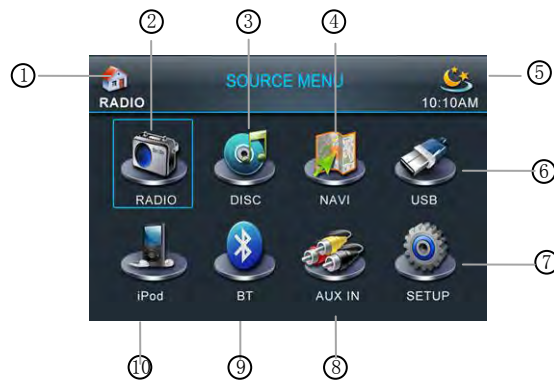 ② ③ ④
① SOURCE MENU ⑤
RADIO 10:10AM
RADIO DISC NAVI USB ⑥
iPod BT AUX IN SETUP ⑦
⑩ ⑨ ⑧